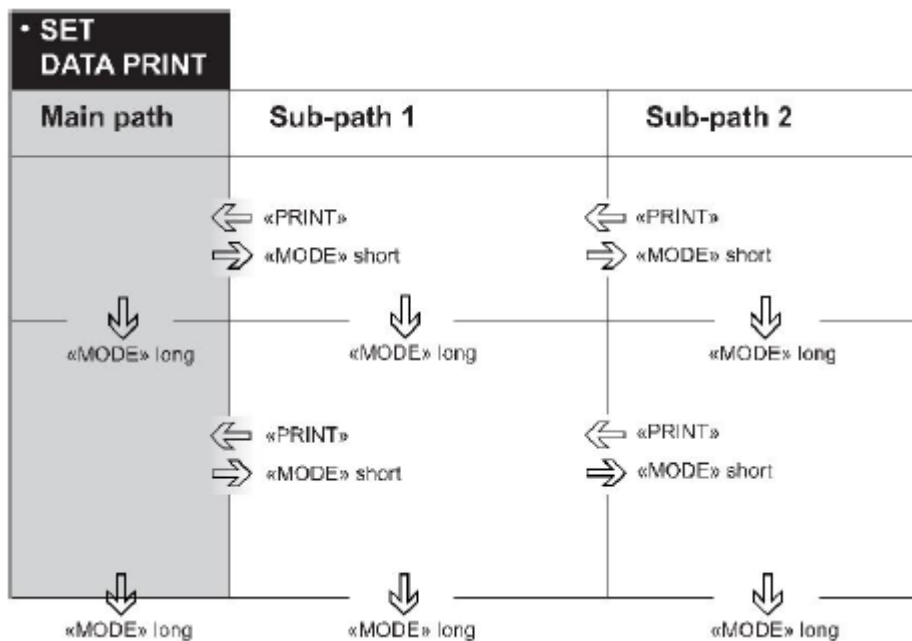 • SET
DATA PRINT
Main path
Sub-path 1
Sub-path 2
«PRINT»
«PRINT»
«MODE» short
«MODE» short
«MODE» long
«MODE» long
«MODE» long
«PRINT»
«PRINT»
«MODE» short
«MODE» short
«MODE» long
«MODE» long
«MODE» long